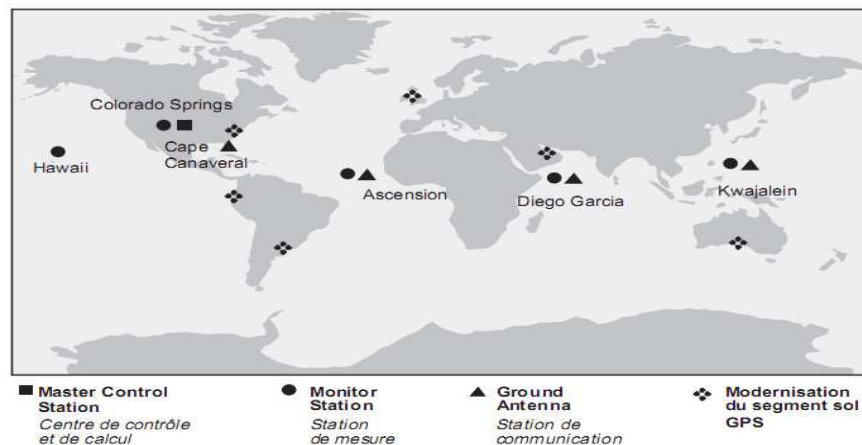 Colorado Springs
Cape
Canaveral
Hawaii
Ascension
Diego Garcia
Kwajalein
Master Control
Station
Centre de contrôle
et de calcul
Monitor
Station
Station
de mesure
Ground
Antenna
Station de
communication
Modernisation
du segment sol
GPS